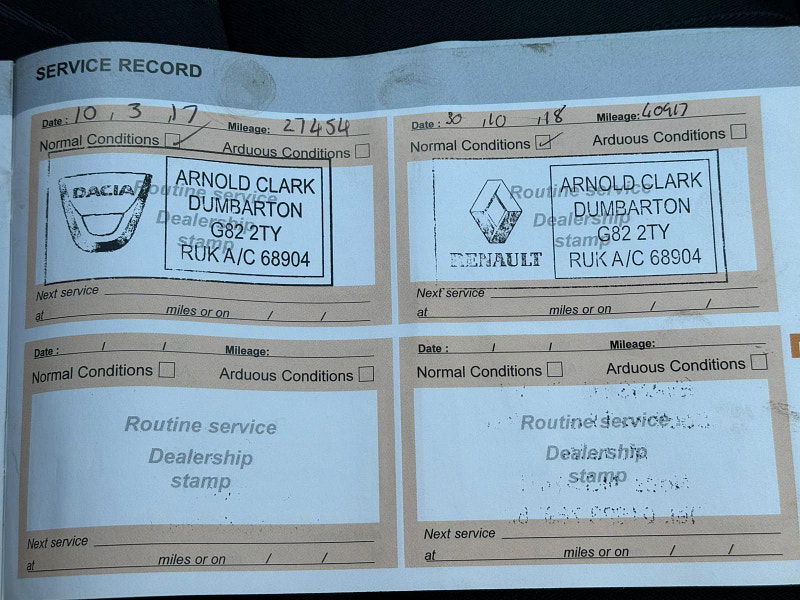 SERVICE RECORD
Date : 10 , 3 , 17 Mileage: 27454
Normal Conditions Arduous Conditions
Routine service
Dealership
stamp
DACIA
ARNOLD CLARK
DUMBARTON
G82 2TY
RUK A/C 68904
Next service
at miles or on / /
Date : 30 , 10 , 18 Mileage: 40917
Normal Conditions Arduous Conditions
Routine service
Dealership
stamp
RENAULT
ARNOLD CLARK
DUMBARTON
G82 2TY
RUK A/C 68904
Next service
at miles or on / /
Date : / / Mileage:
Normal Conditions Arduous Conditions
Routine service
Dealership
stamp
Next service
at miles or on / /
Date : / / Mileage:
Normal Conditions Arduous Conditions
Routine service
Dealership
stamp
Next service
at miles or on / /